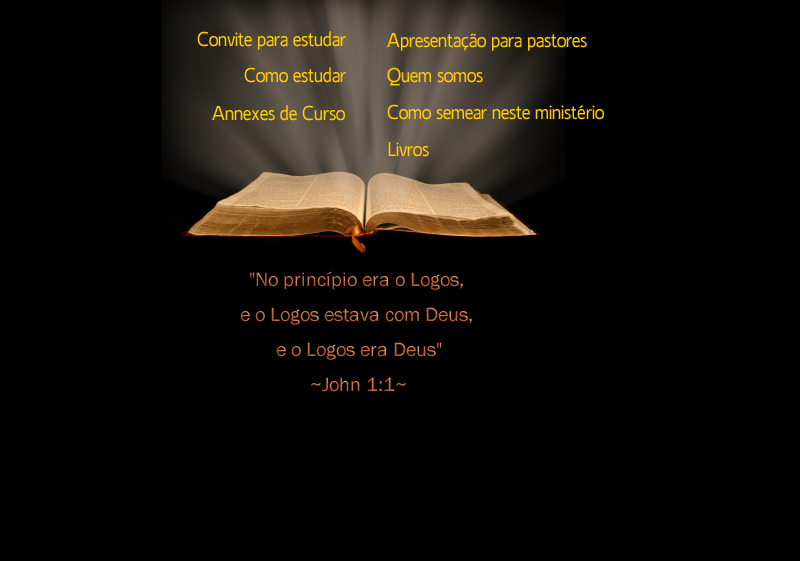 Convite para estudar
Como estudar
Annexes de Curso
Apresentação para pastores
Quem somos
Como semear neste ministério
Livros
"No princípio era o Logos,
e o Logos estava com Deus,
e o Logos era Deus"
~John 1:1~